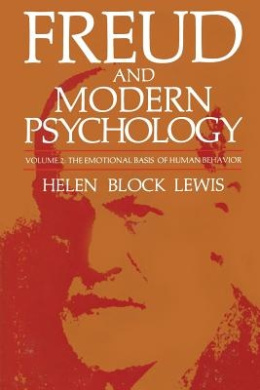 FREUD
AND
MODERN
PSYCHOLOGY
VOLUME 2: THE EMOTIONAL BASIS OF HUMAN BEHAVIOR
HELEN BLOCK LEWIS